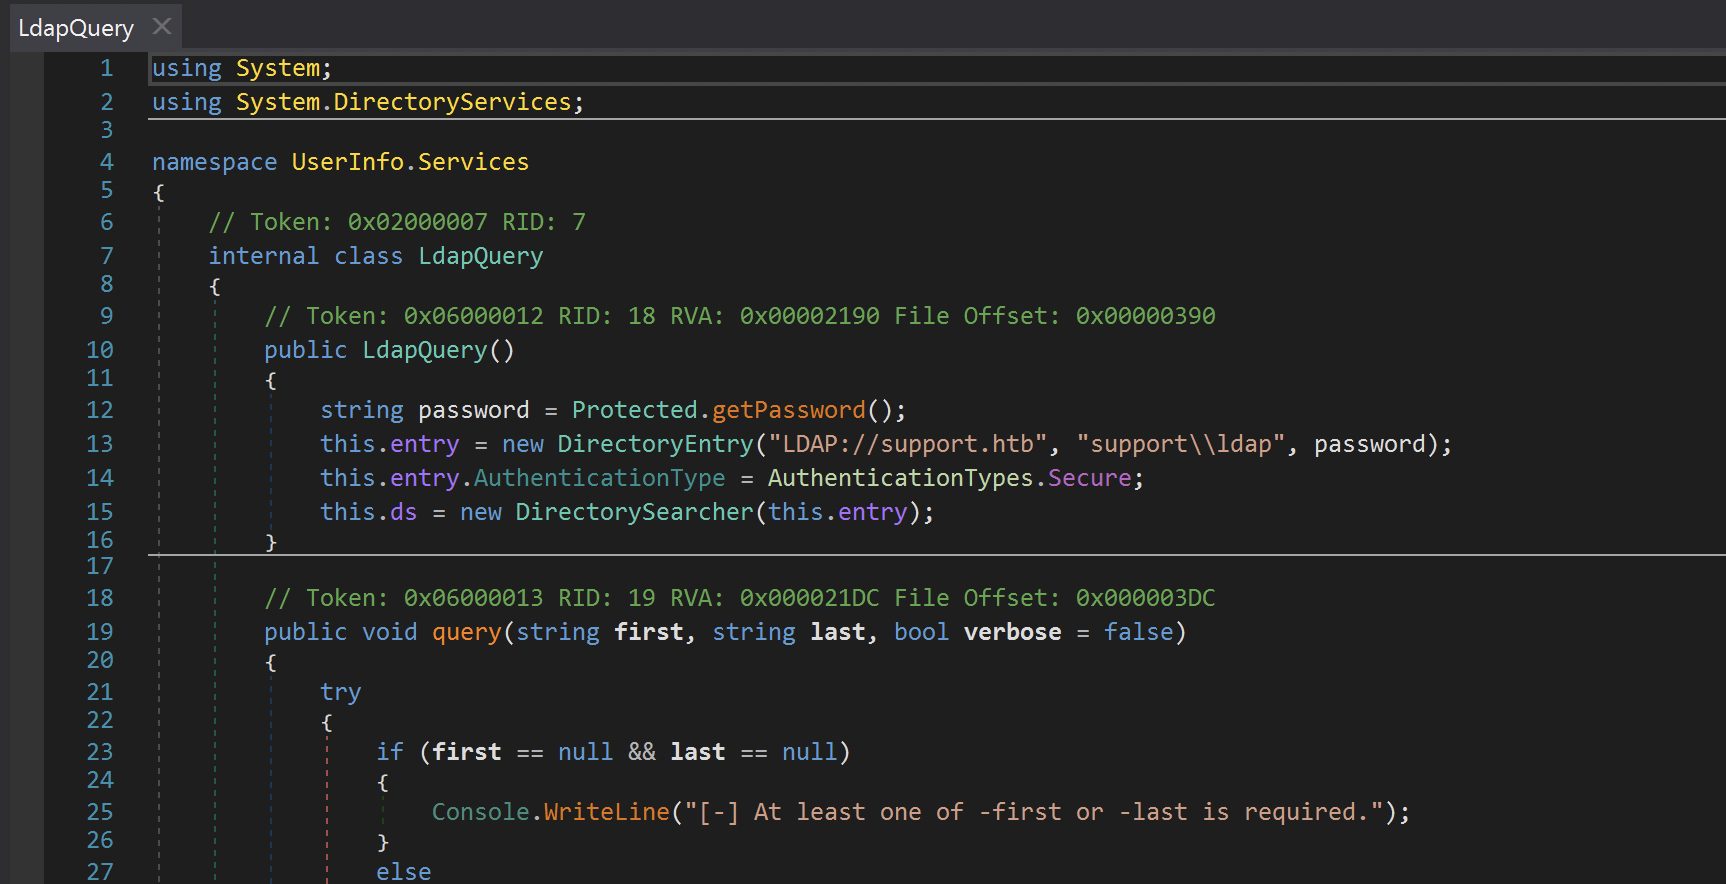 LdapQuery
1 using System;
2 using System.DirectoryServices;
3
4 namespace UserInfo.Services
5 {
6 // Token: 0x02000007 RID: 7
7 internal class LdapQuery
8 {
9 // Token: 0x06000012 RID: 18 RVA: 0x00002190 File Offset: 0x00000390
10 public LdapQuery()
11 {
12 string password = Protected.getPassword();
13 this.entry = new DirectoryEntry("LDAP://support.htb", "support\\ldap", password);
14 this.entry.AuthenticationType = AuthenticationTypes.Secure;
15 this.ds = new DirectorySearcher(this.entry);
16 }
17
18 // Token: 0x06000013 RID: 19 RVA: 0x000021DC File Offset: 0x000003DC
19 public void query(string first, string last, bool verbose = false)
20 {
21 try
22 {
23 if (first == null && last == null)
24 {
25 Console.WriteLine("[-] At least one of -first or -last is required.");
26 }
27 else